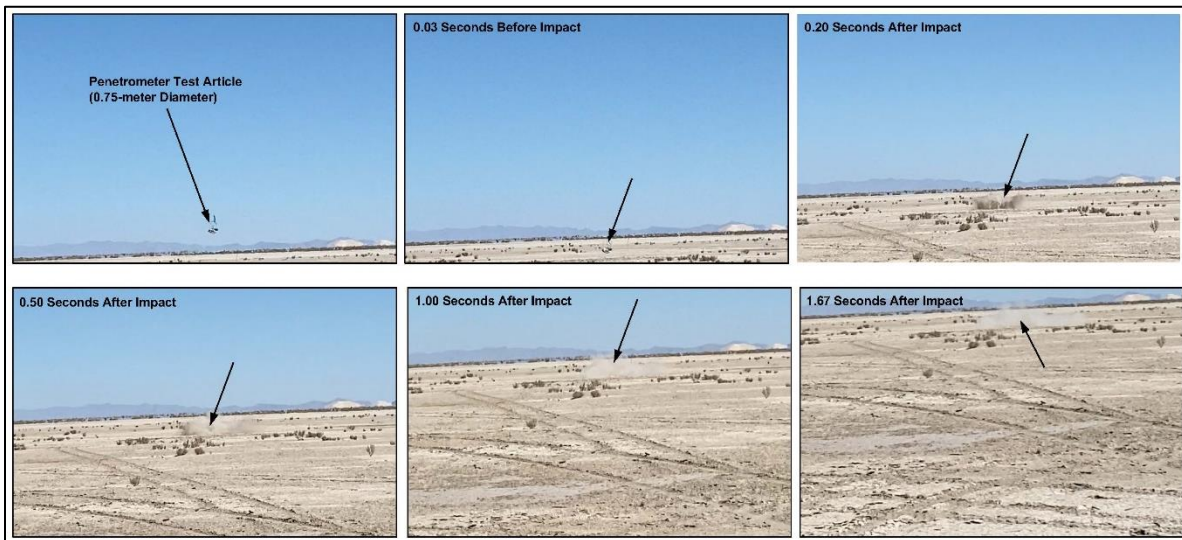 Penetrometer Test Article
(0.75-meter Diameter)
0.03 Seconds Before Impact
0.20 Seconds After Impact
0.50 Seconds After Impact
1.00 Seconds After Impact
1.67 Seconds After Impact